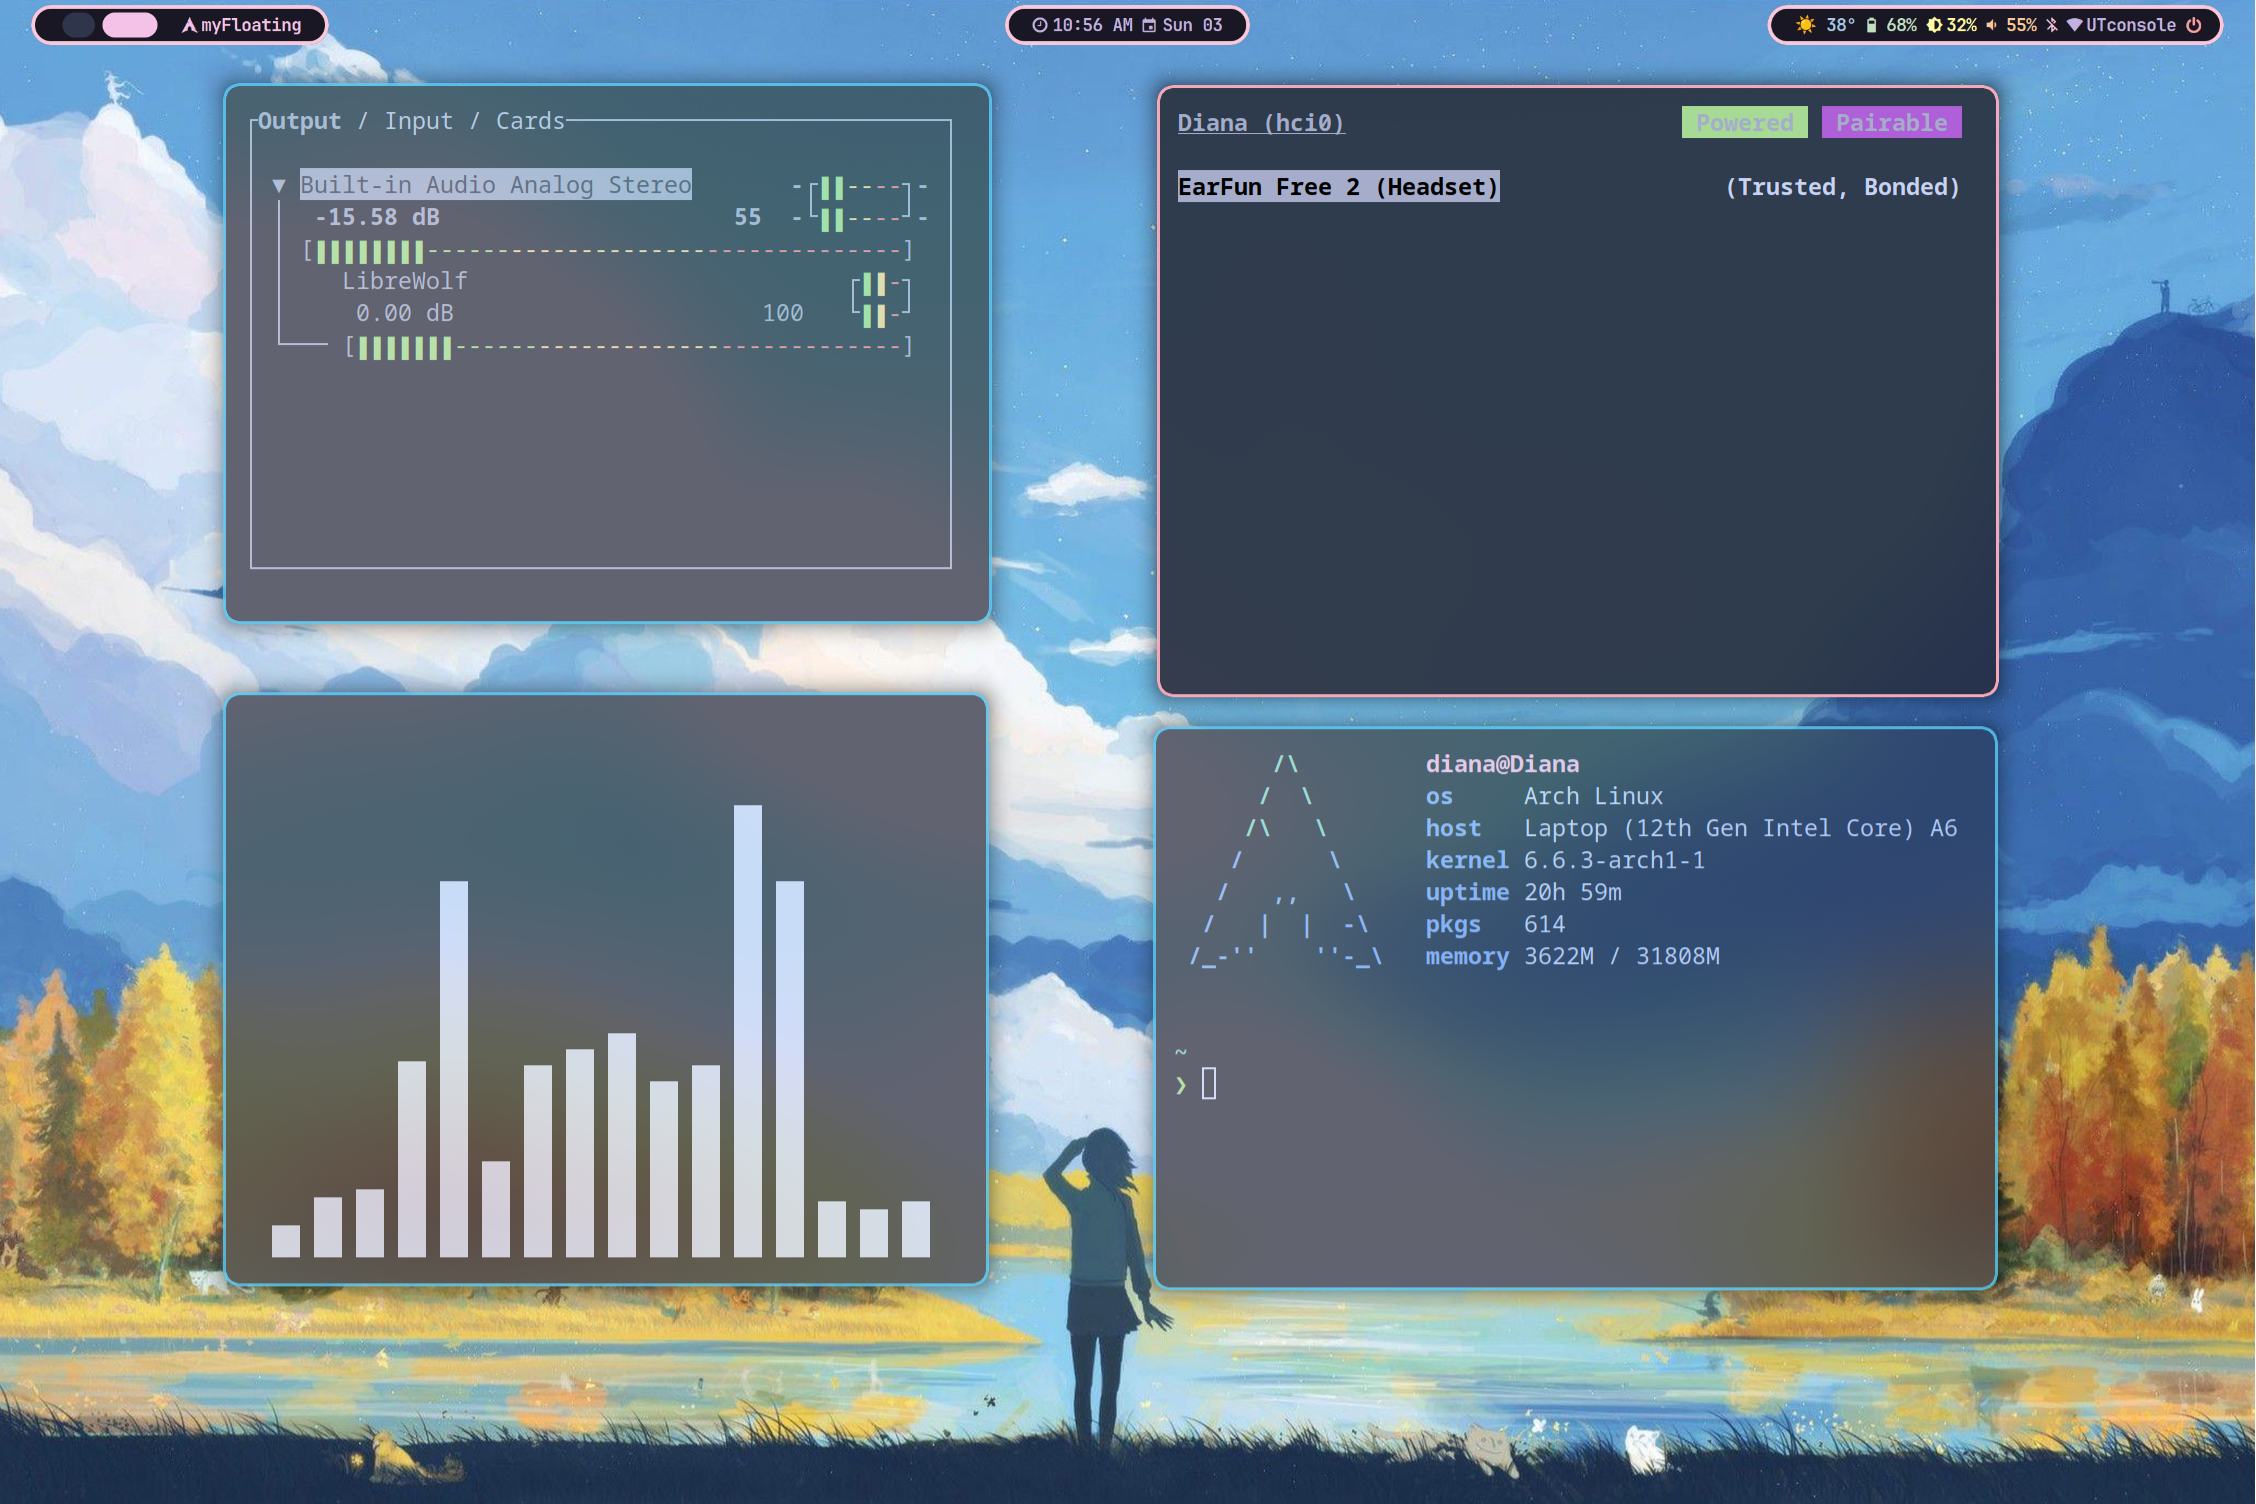 myFloating
10:56 AM Sun 03
38° 68% 32% 55% UTconsole
Output / Input / Cards
▼ Built-in Audio Analog Stereo
-15.58 dB 55
LibreWolf
0.00 dB 100
Diana (hci0) Powered Pairable
EarFun Free 2 (Headset) (Trusted, Bonded)
diana@Diana
os Arch Linux
host Laptop (12th Gen Intel Core) A6
kernel 6.6.3-arch1-1
uptime 20h 59m
pkgs 614
memory 3622M / 31808M
~
❯